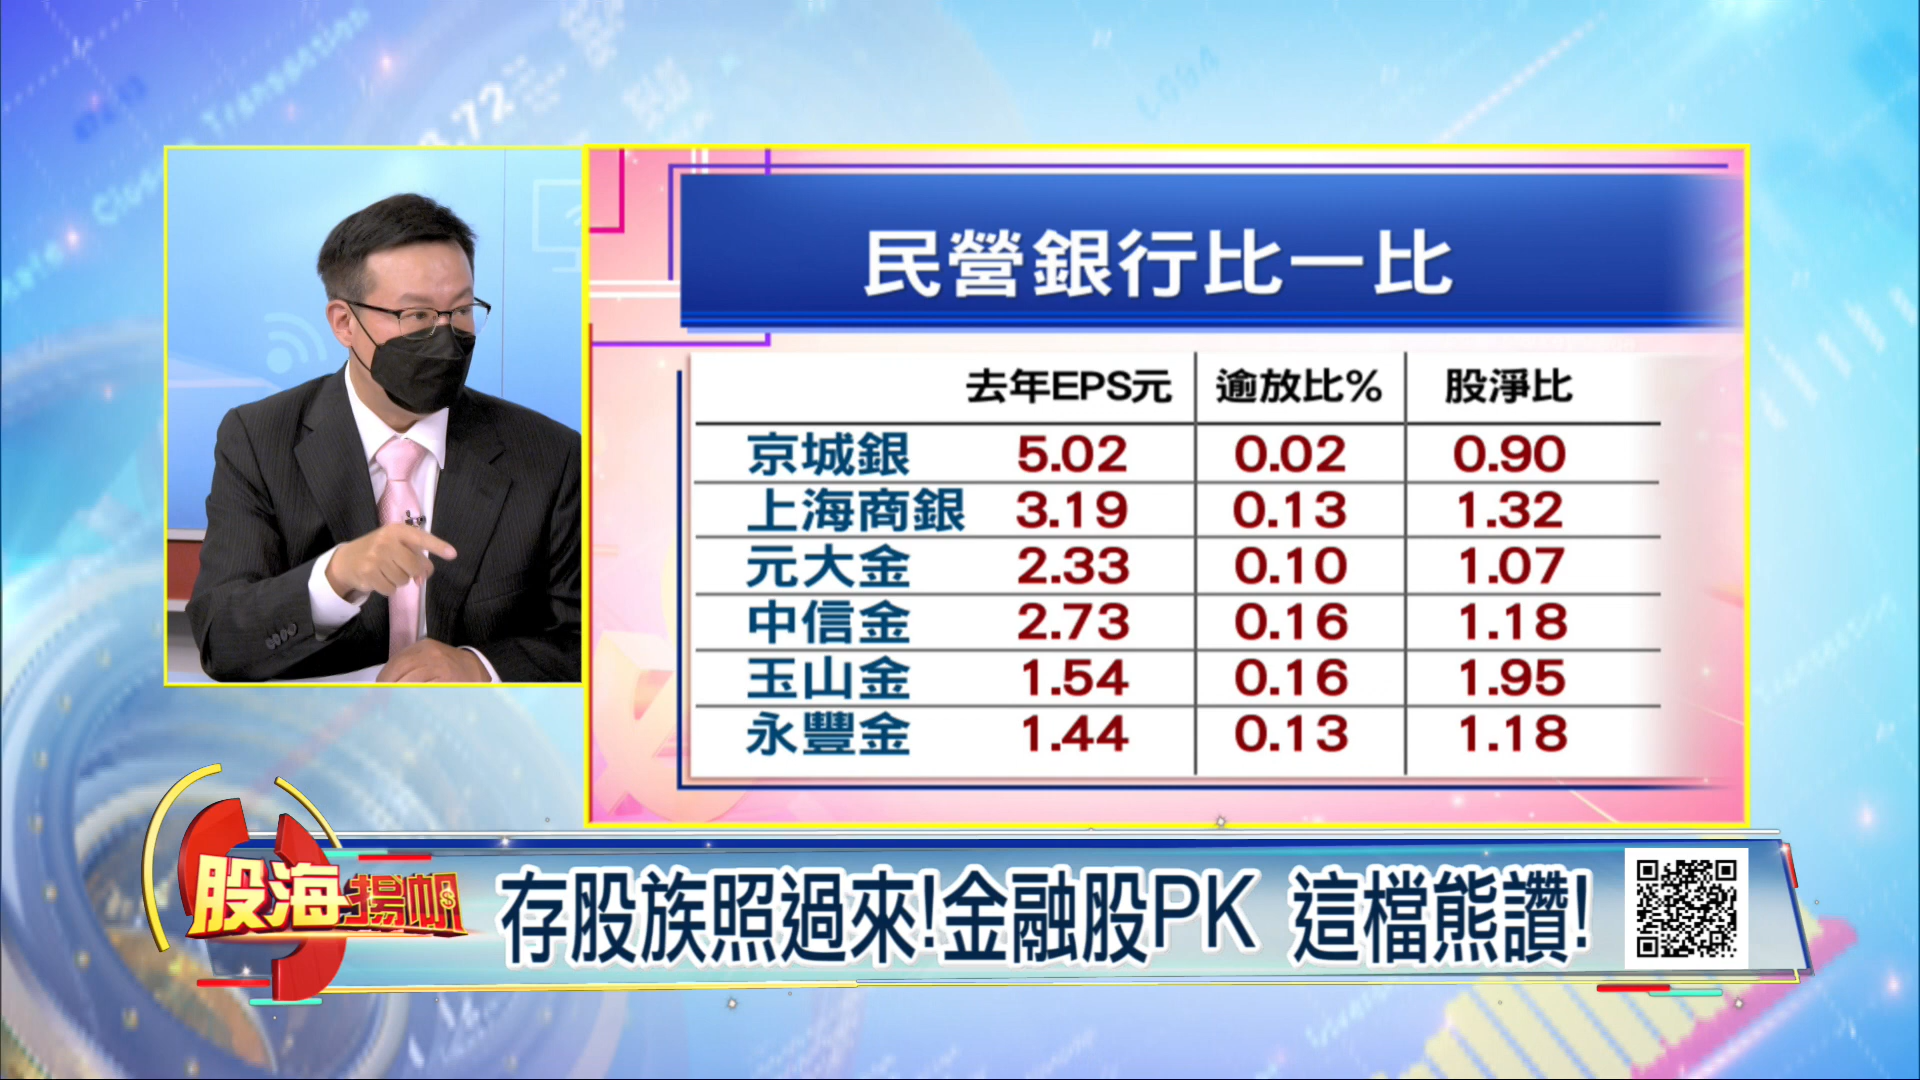 民營銀行比一比
去年EPS元 逾放比% 股淨比
京城銀 5.02 0.02 0.90
上海商銀 3.19 0.13 1.32
元大金 2.33 0.10 1.07
中信金 2.73 0.16 1.18
玉山金 1.54 0.16 1.95
永豐金 1.44 0.13 1.18
股海揚帆
存股族照過來!金融股PK 這檔熊讚!